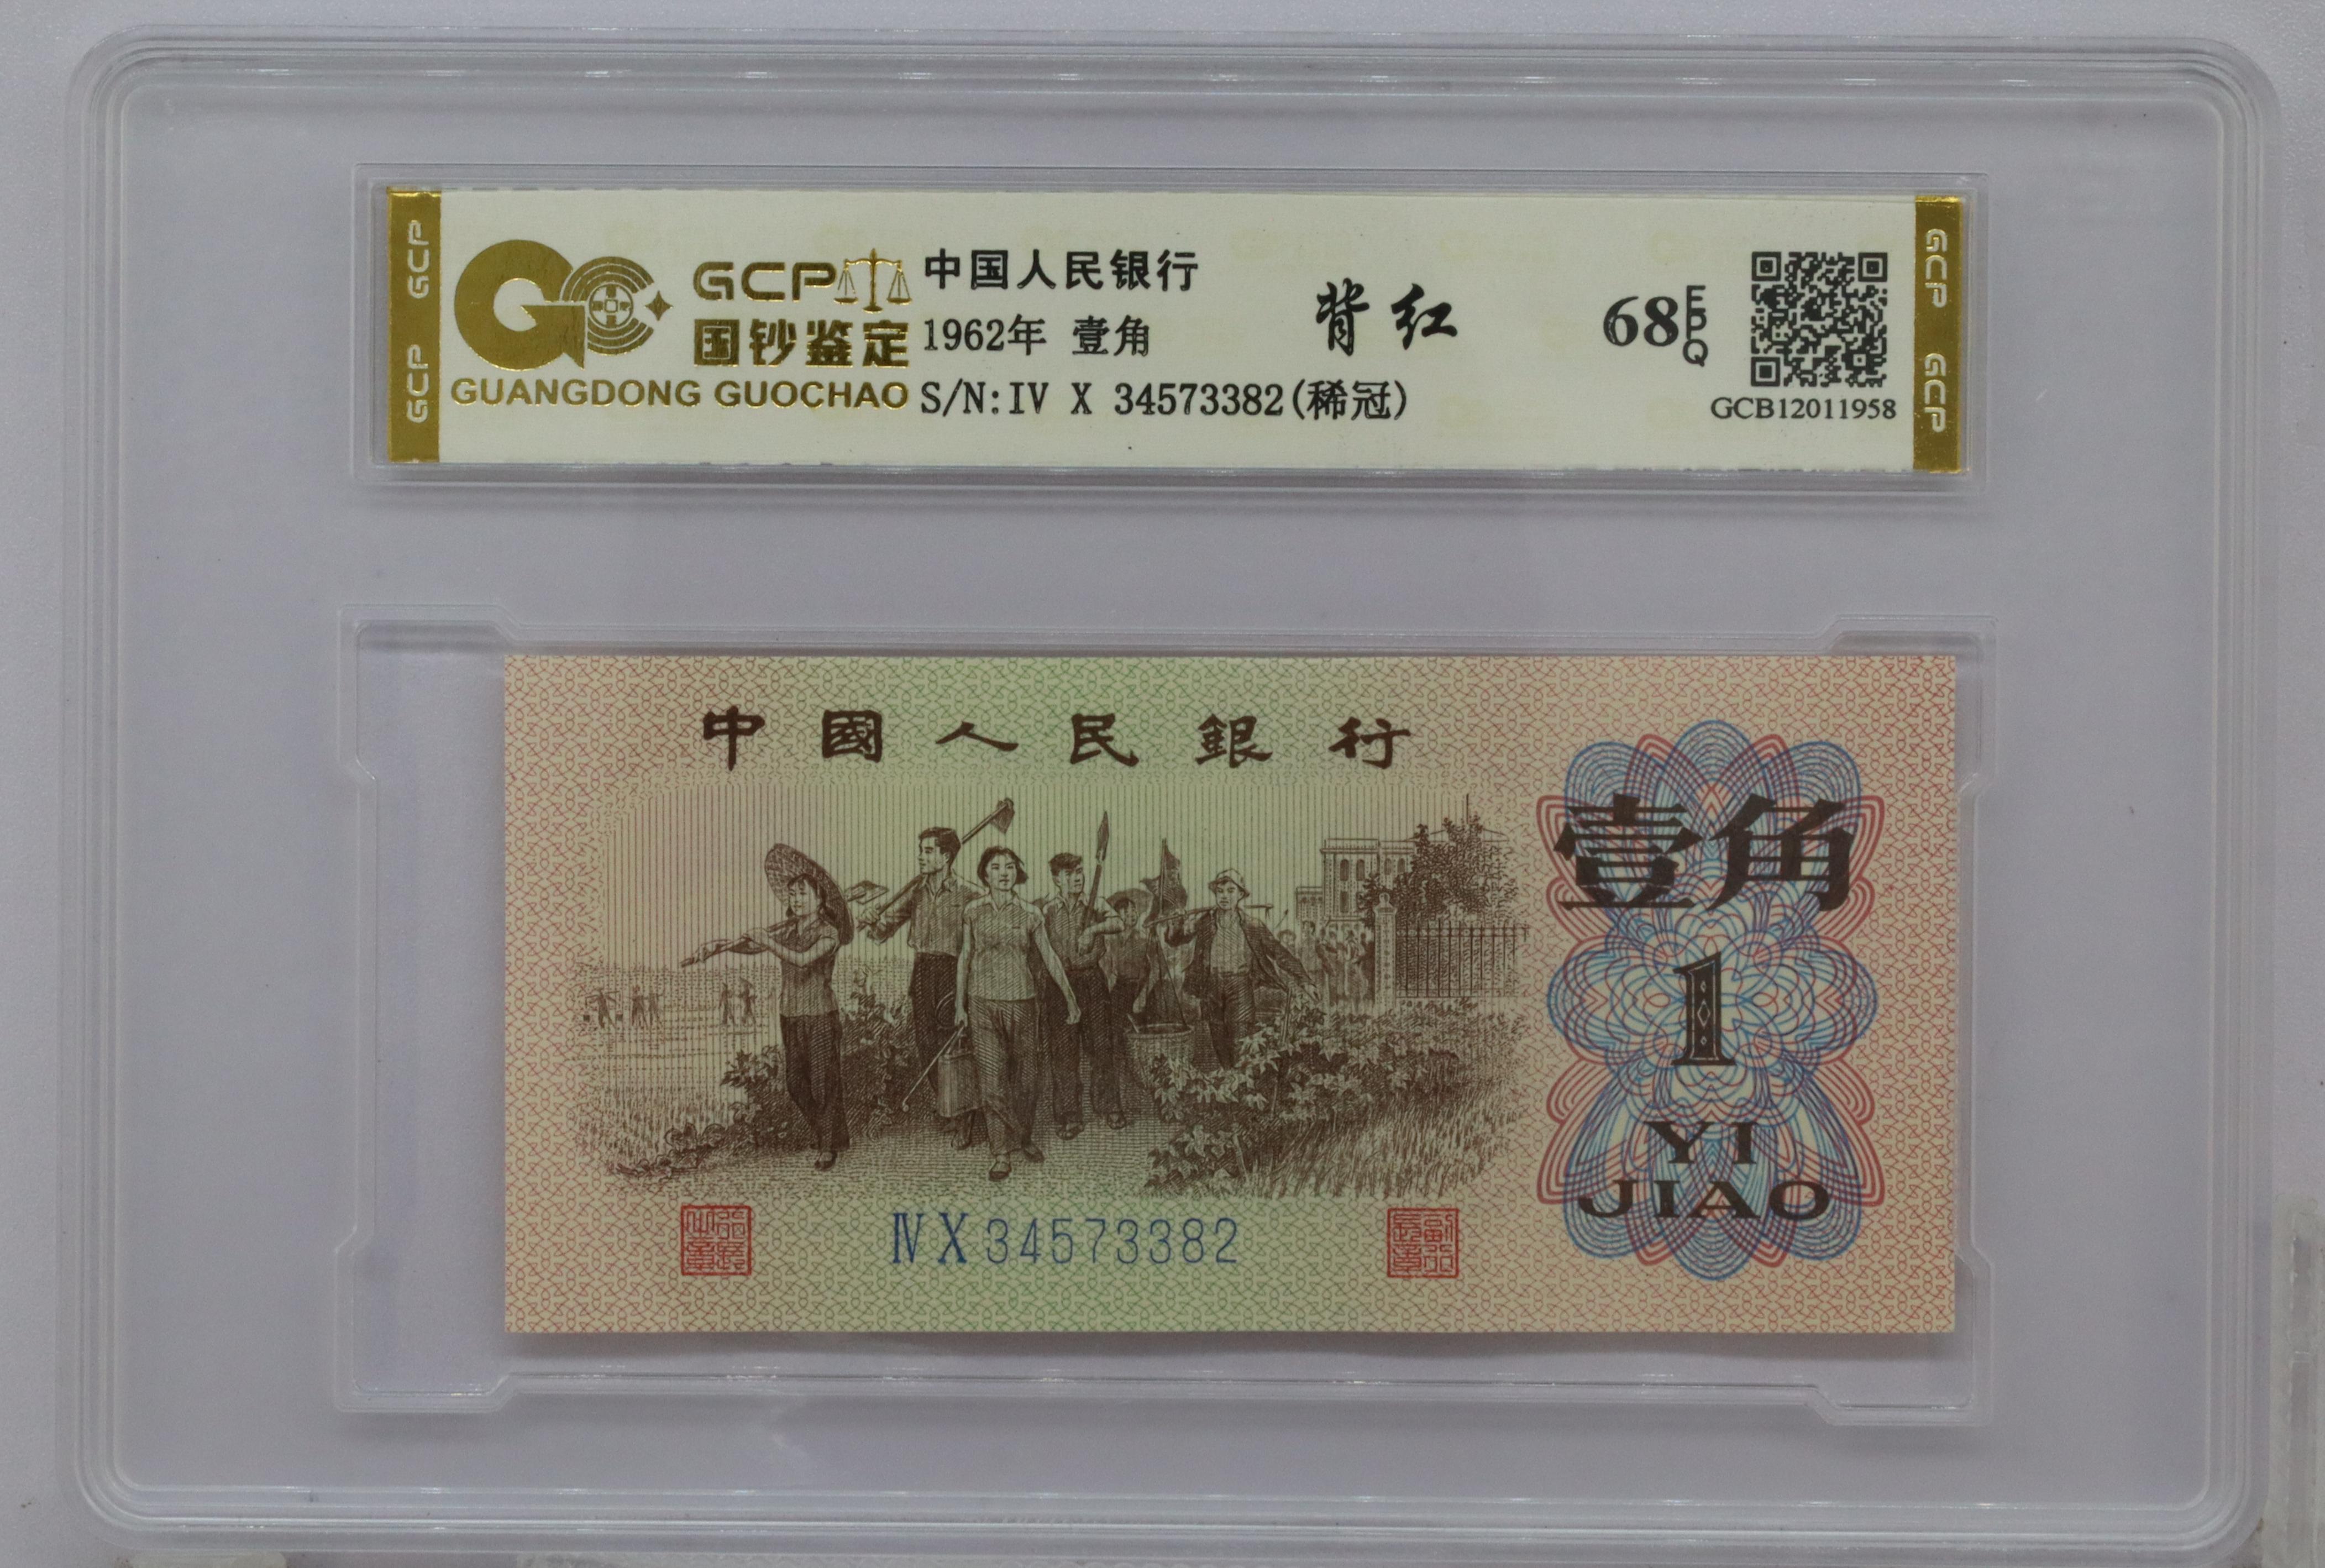 GCP GCP
GCP
国钞鉴定
GUANGDONG GUOCHAO
中国人民银行
1962年 壹角
S/N:IV X 34573382(稀冠)
背红
68 EPQ
GCB12011958
GCP GCP
中國人民銀行
壹角
1
YI
JIAO
ⅣX34573382